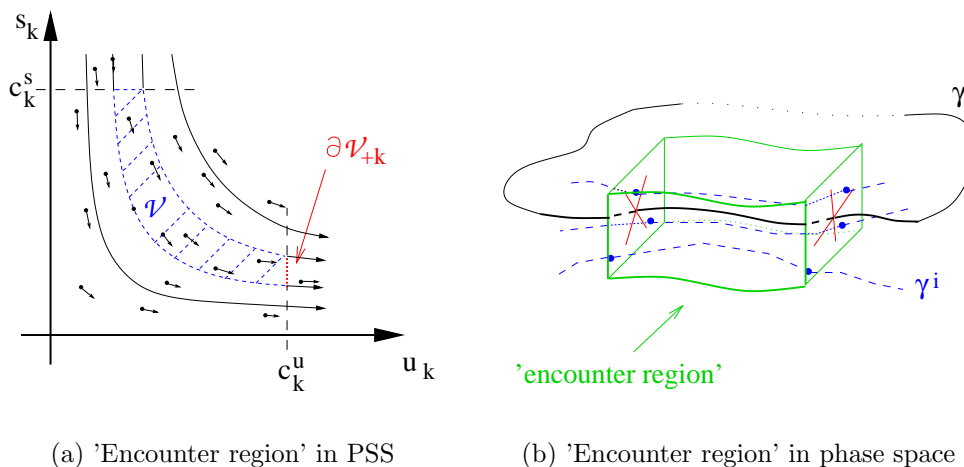 s_k
c_k^s
∂𝒱_{+k}
𝒱
c_k^u
u_k
γ
γ^i
'encounter region'
(a) 'Encounter region' in PSS
(b) 'Encounter region' in phase space